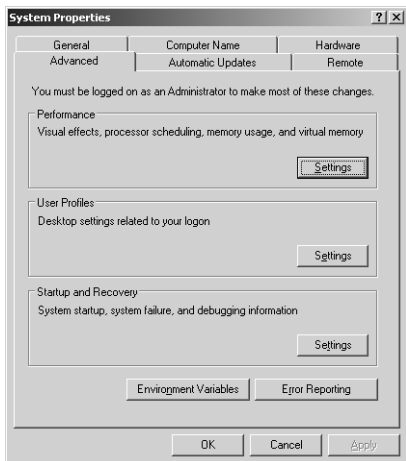 System Properties
General Computer Name Hardware
Advanced Automatic Updates Remote
You must be logged on as an Administrator to make most of these changes.
Performance
Visual effects, processor scheduling, memory usage, and virtual memory
Settings
User Profiles
Desktop settings related to your logon
Settings
Startup and Recovery
System startup, system failure, and debugging information
Settings
Environment Variables Error Reporting
OK Cancel Apply